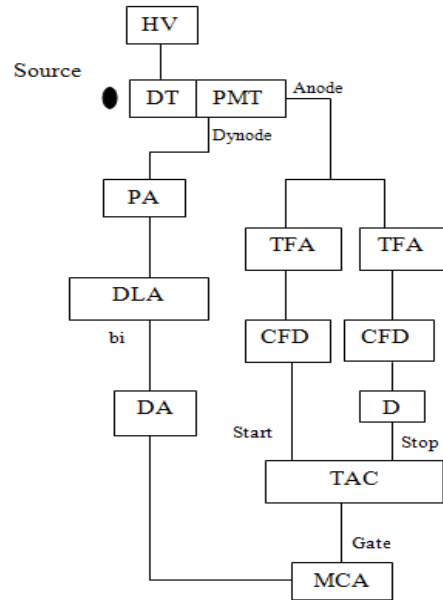 HV
Source
DT PMT Anode
Dynode
PA
TFA TFA
DLA
bi
CFD CFD
DA
D
Start Stop
TAC
Gate
MCA